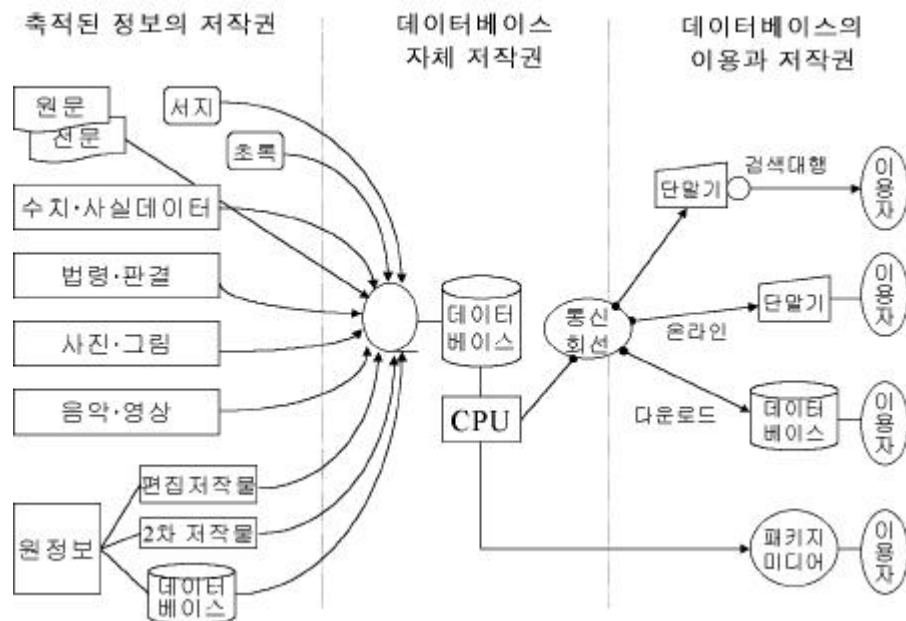 축적된 정보의 저작권
데이터베이스
자체 저작권
데이터베이스의
이용과 저작권
원문
전문
서지
초록
수치·사실데이터
법령·판결
사진·그림
음악·영상
원정보
편집저작물
2차 저작물
데이터
베이스
데이터
베이스
CPU
통신
회선
단말기
검색대행
이용자
온라인
단말기
이용자
다운로드
데이터
베이스
이용자
패키지
미디어
이용자